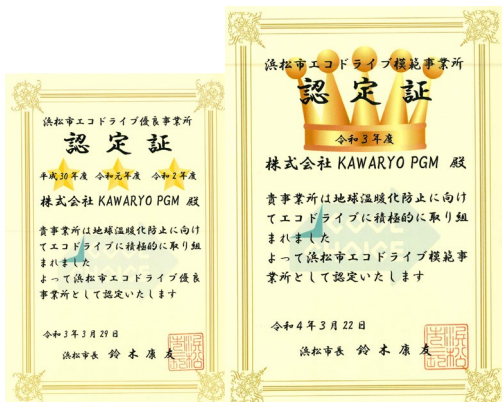 浜松市エコドライブ優良事業所
認定証
平成30年度 令和元年度 令和2年度
株式会社 KAWARYO PGM 殿
貴事業所は地球温暖化防止に向け
てエコドライブに積極的に取り組
まれました
よって浜松市エコドライブ優良
事業所として認定いたします
令和3年3月29日
浜松市長 鈴木康友
浜松市エコドライブ模範事業所
認定証
令和3年度
株式会社 KAWARYO PGM 殿
貴事業所は地球温暖化防止に向け
てエコドライブに積極的に取り組
まれました
よって浜松市エコドライブ模範事
業所として認定いたします
令和4年3月22日
浜松市長 鈴木康友
COOL
CHOICE